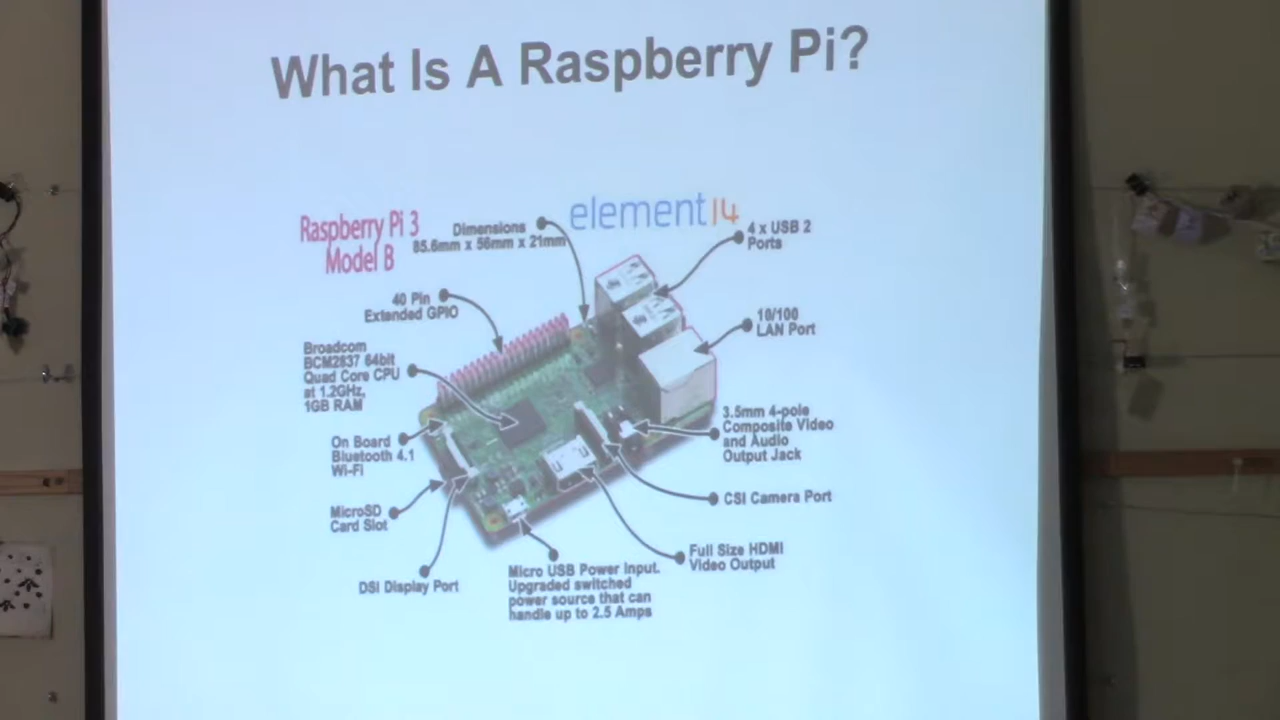 What Is A Raspberry Pi?
Raspberry Pi 3
Model B
Dimensions
85.6mm x 56mm x 21mm
element14
4 x USB 2
Ports
40 Pin
Extended GPIO
10/100
LAN Port
Broadcom
BCM2837 64bit
Quad Core CPU
at 1.2GHz,
1GB RAM
3.5mm 4-pole
Composite Video
and Audio
Output Jack
On Board
Bluetooth 4.1
Wi-Fi
CSI Camera Port
MicroSD
Card Slot
Full Size HDMI
Video Output
DSI Display Port
Micro USB Power Input.
Upgraded switched
power source that can
handle up to 2.5 Amps